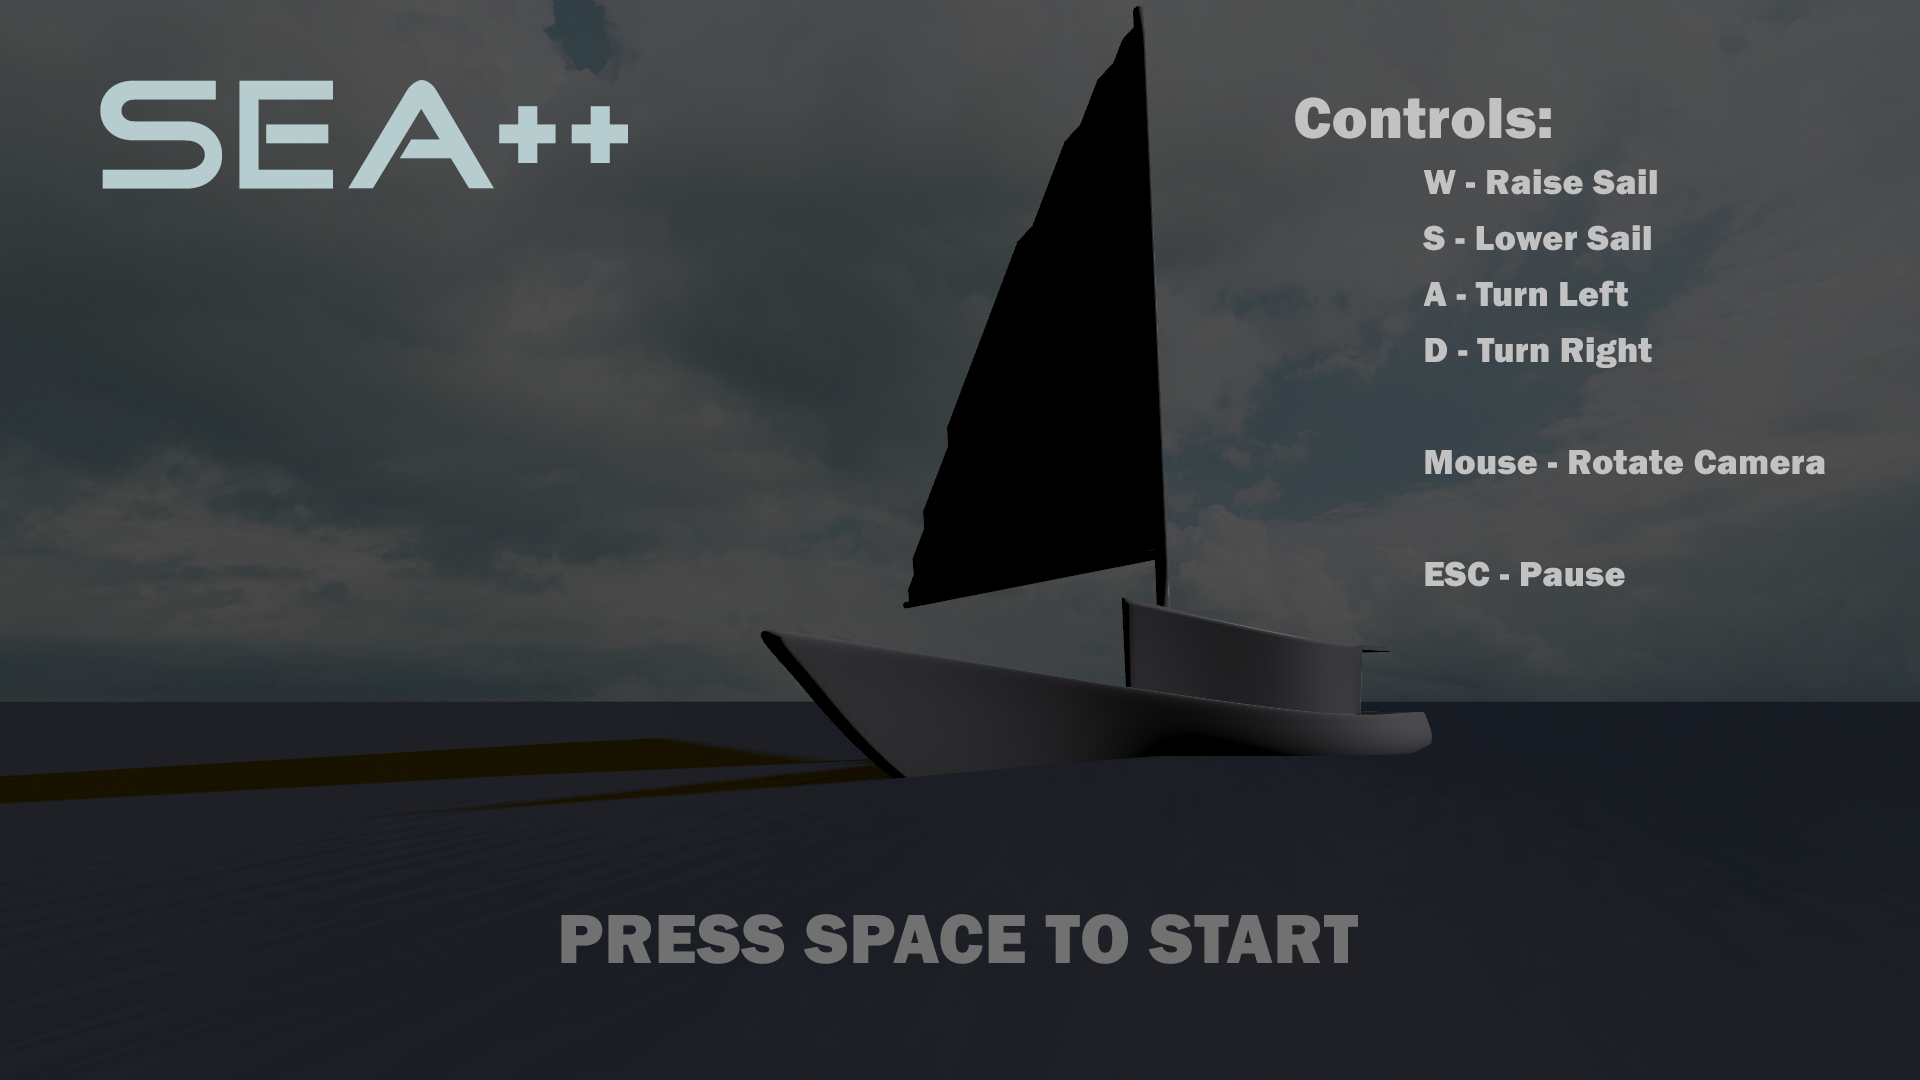 SEA++
Controls:
W - Raise Sail
S - Lower Sail
A - Turn Left
D - Turn Right
Mouse - Rotate Camera
ESC - Pause
PRESS SPACE TO START